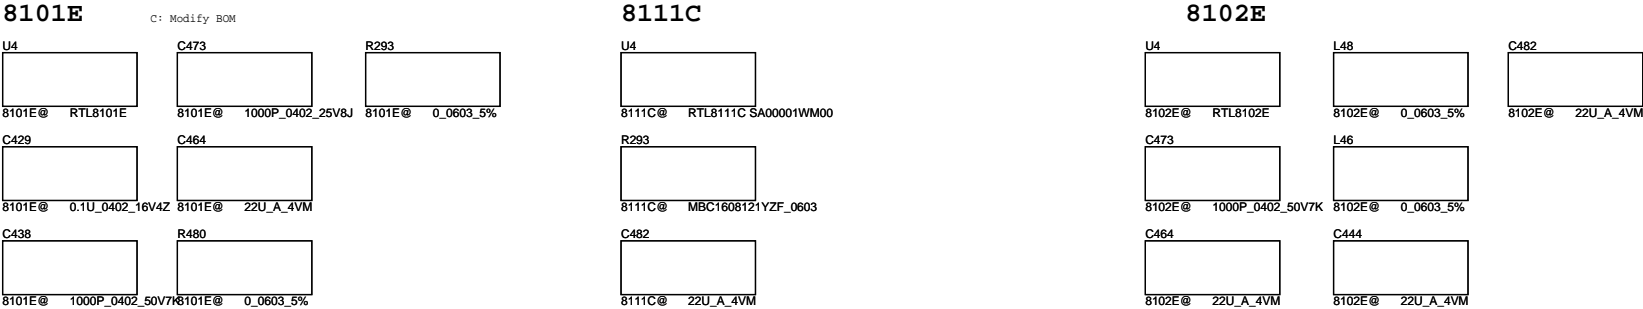 8101E
C: Modify BOM
8111C
8102E
U4
C473
R293
U4
U4
L48
C482
8101E@ RTL8101E
8101E@ 1000P_0402_25V8J
8101E@ 0_0603_5%
8111C@ RTL8111C SA00001WM00
8102E@ RTL8102E
8102E@ 0_0603_5%
8102E@ 22U_A_4VM
C429
C464
R293
C473
L46
8101E@ 0.1U_0402_16V4Z
8101E@ 22U_A_4VM
8111C@ MBC1608121YZF_0603
8102E@ 1000P_0402_50V7K
8102E@ 0_0603_5%
C438
R480
C482
C464
C444
8101E@ 1000P_0402_50V7K
8101E@ 0_0603_5%
8111C@ 22U_A_4VM
8102E@ 22U_A_4VM
8102E@ 22U_A_4VM